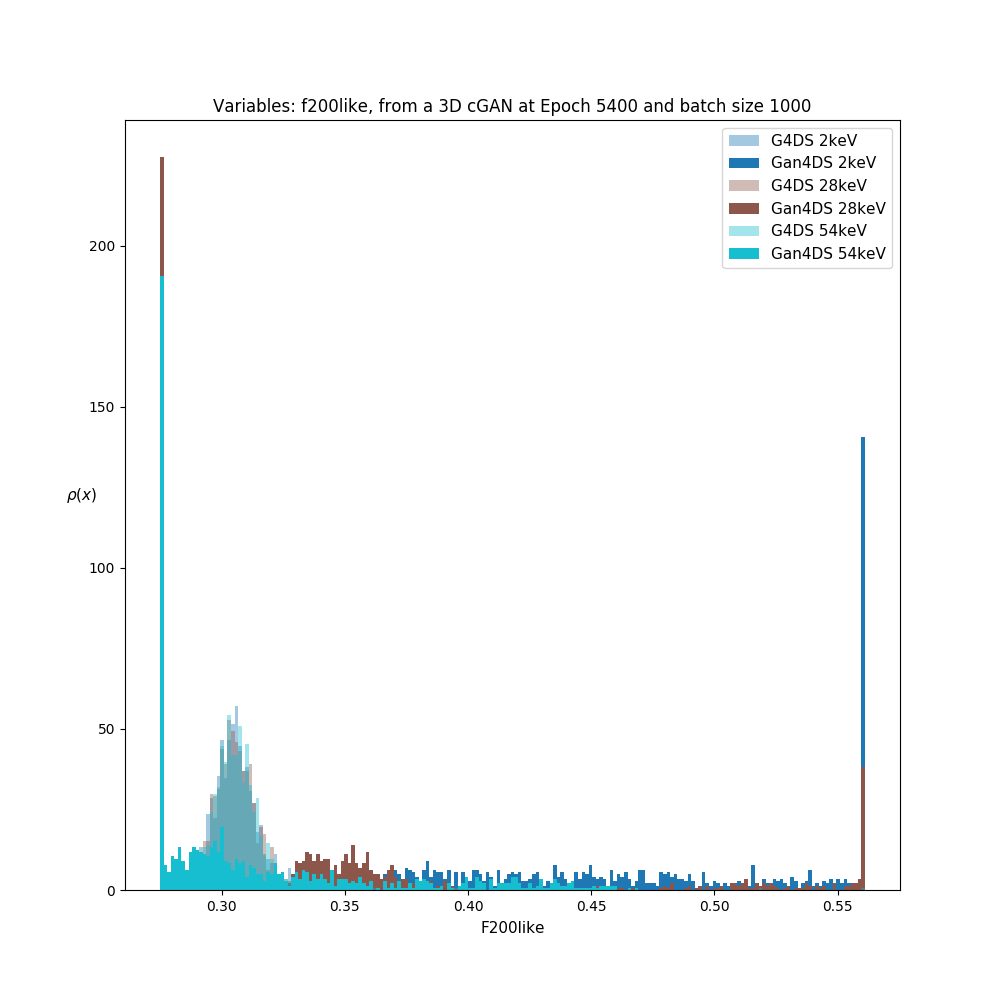 Variables: f200like, from a 3D cGAN at Epoch 5400 and batch size 1000
G4DS 2keV
Gan4DS 2keV
G4DS 28keV
Gan4DS 28keV
G4DS 54keV
Gan4DS 54keV
200
150
ρ(x)
100
50
0
0.30 0.35 0.40 0.45 0.50 0.55
F200like